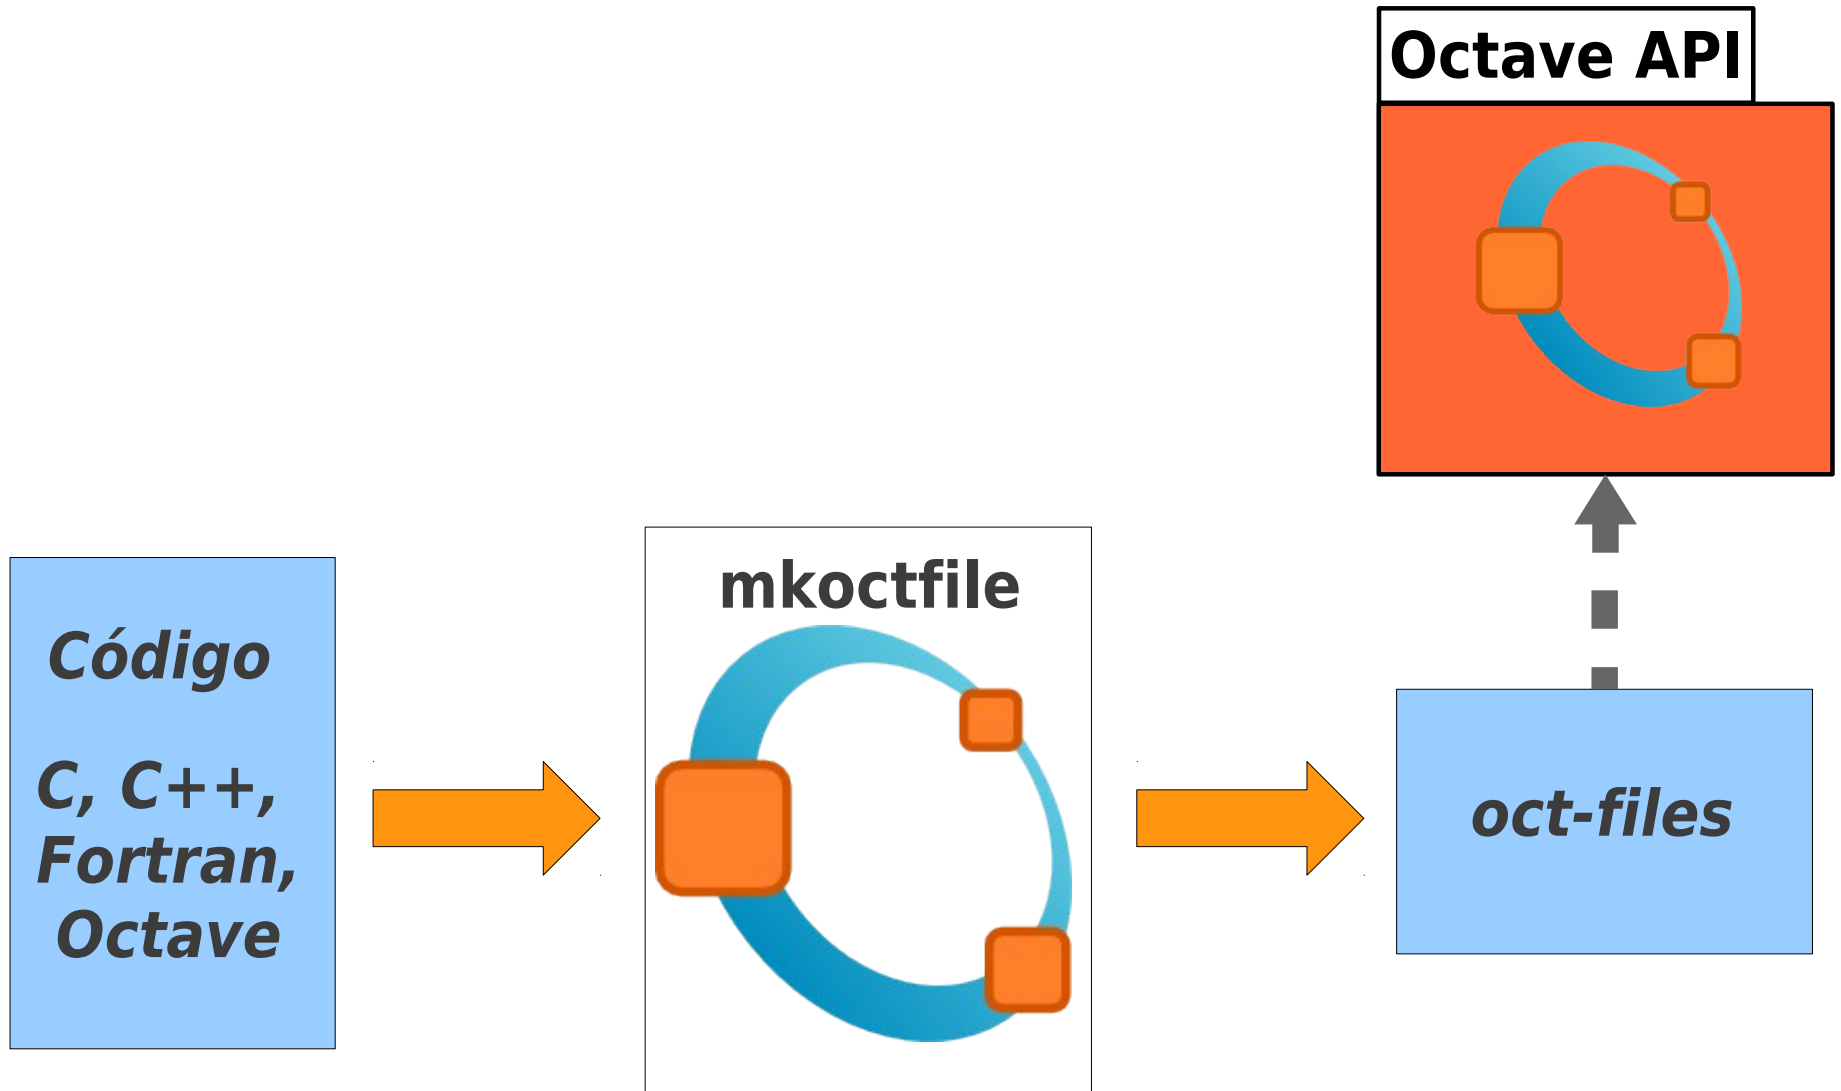 Octave API
mkoctfile
Código
C, C++,
Fortran,
Octave
oct-files